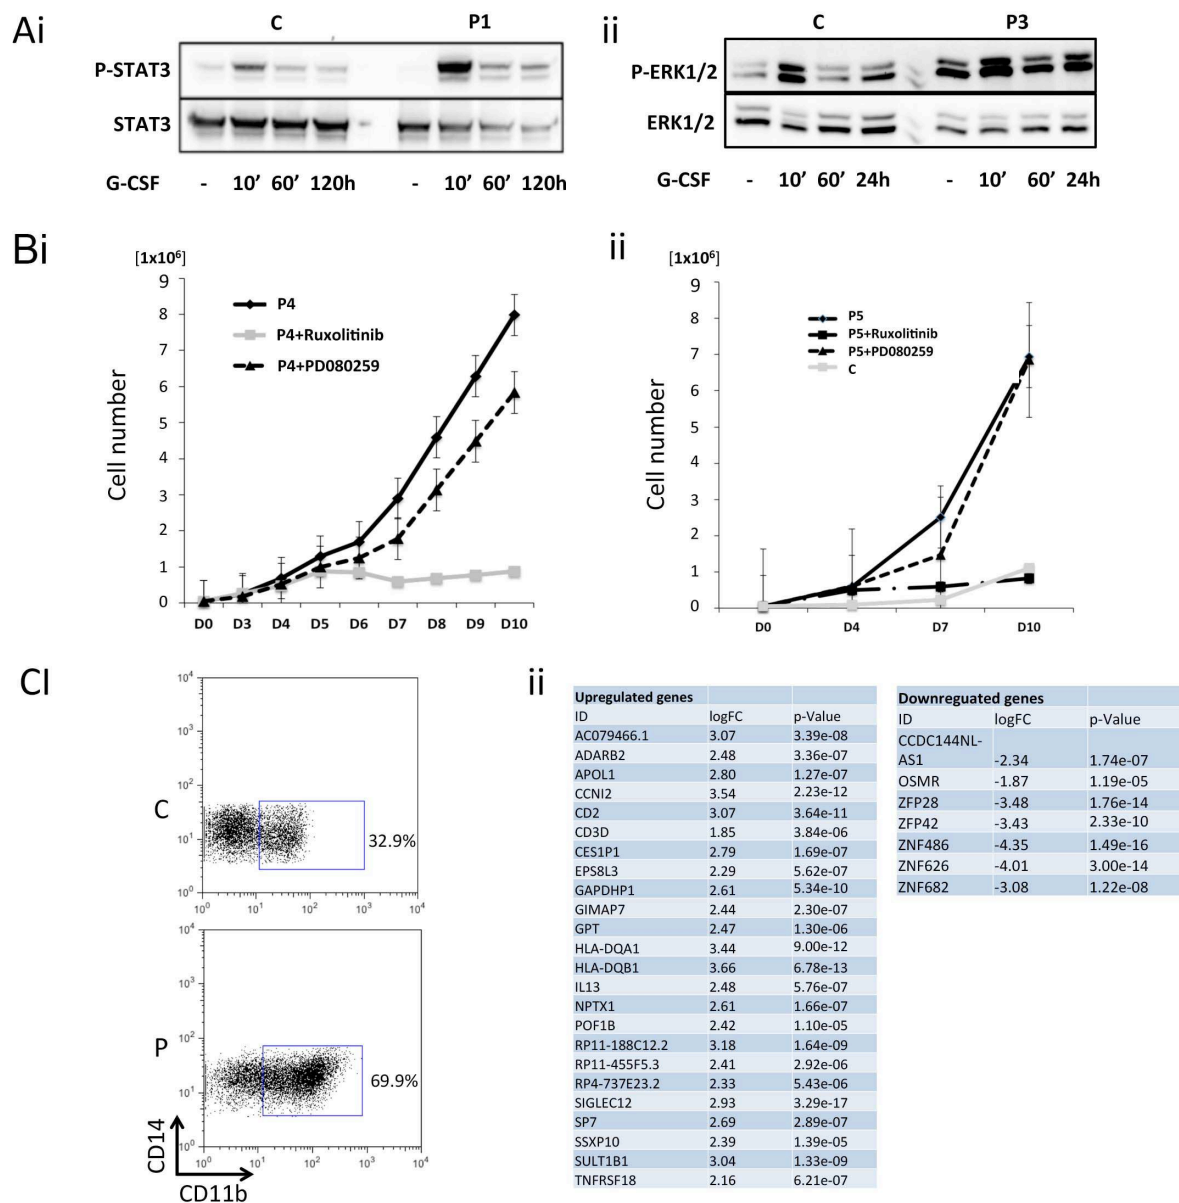 Ai
C
P1
P-STAT3
STAT3
G-CSF - 10’ 60’ 120h - 10’ 60’ 120h
ii
C
P3
P-ERK1/2
ERK1/2
G-CSF - 10’ 60’ 24h - 10’ 60’ 24h
Bi
[1x10⁶]
Cell number
9
8
7
6
5
4
3
2
1
0
P4
P4+Ruxolitinib
P4+PD080259
D0 D3 D4 D5 D6 D7 D8 D9 D10
ii
[1x10⁶]
Cell number
9
8
7
6
5
4
3
2
1
0
P5
P5+Ruxolitinib
P5+PD080259
C
D0 D4 D7 D10
CI
C
10⁴
10³
10²
10¹
10⁰
10⁰ 10¹ 10² 10³ 10⁴
32.9%
P
10⁴
10³
10²
10¹
10⁰
10⁰ 10¹ 10² 10³ 10⁴
69.9%
CD14
CD11b
ii
Upregulated genes
ID logFC p-Value
AC079466.1 3.07 3.39e-08
ADARB2 2.48 3.36e-07
APOL1 2.80 1.27e-07
CCNI2 3.54 2.23e-12
CD2 3.07 3.64e-11
CD3D 1.85 3.84e-06
CES1P1 2.79 1.69e-07
EPS8L3 2.29 5.62e-07
GAPDHP1 2.61 5.34e-10
GIMAP7 2.44 2.30e-07
GPT 2.47 1.30e-06
HLA-DQA1 3.44 9.00e-12
HLA-DQB1 3.66 6.78e-13
IL13 2.48 5.76e-07
NPTX1 2.61 1.66e-07
POF1B 2.42 1.10e-05
RP11-188C12.2 3.18 1.64e-09
RP11-455F5.3 2.41 2.92e-06
RP4-737E23.2 2.33 5.43e-06
SIGLEC12 2.93 3.29e-17
SP7 2.69 2.89e-07
SSXP10 2.39 1.39e-05
SULT1B1 3.04 1.33e-09
TNFRSF18 2.16 6.21e-07
Downreguated genes
ID logFC p-Value
CCDC144NL-
AS1 -2.34 1.74e-07
OSMR -1.87 1.19e-05
ZFP28 -3.48 1.76e-14
ZFP42 -3.43 2.33e-10
ZNF486 -4.35 1.49e-16
ZNF626 -4.01 3.00e-14
ZNF682 -3.08 1.22e-08